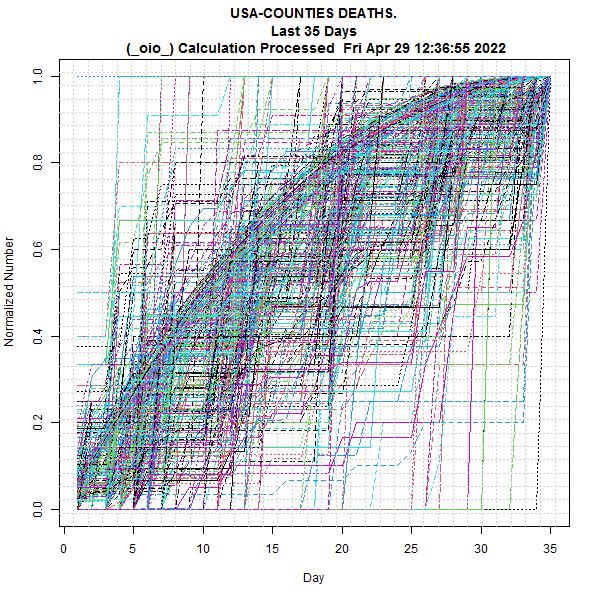 USA-COUNTIES DEATHS.
Last 35 Days
(_oio_) Calculation Processed  Fri Apr 29 12:36:55 2022
Normalized Number
1.0
0.8
0.6
0.4
0.2
0.0
0 5 10 15 20 25 30 35
Day